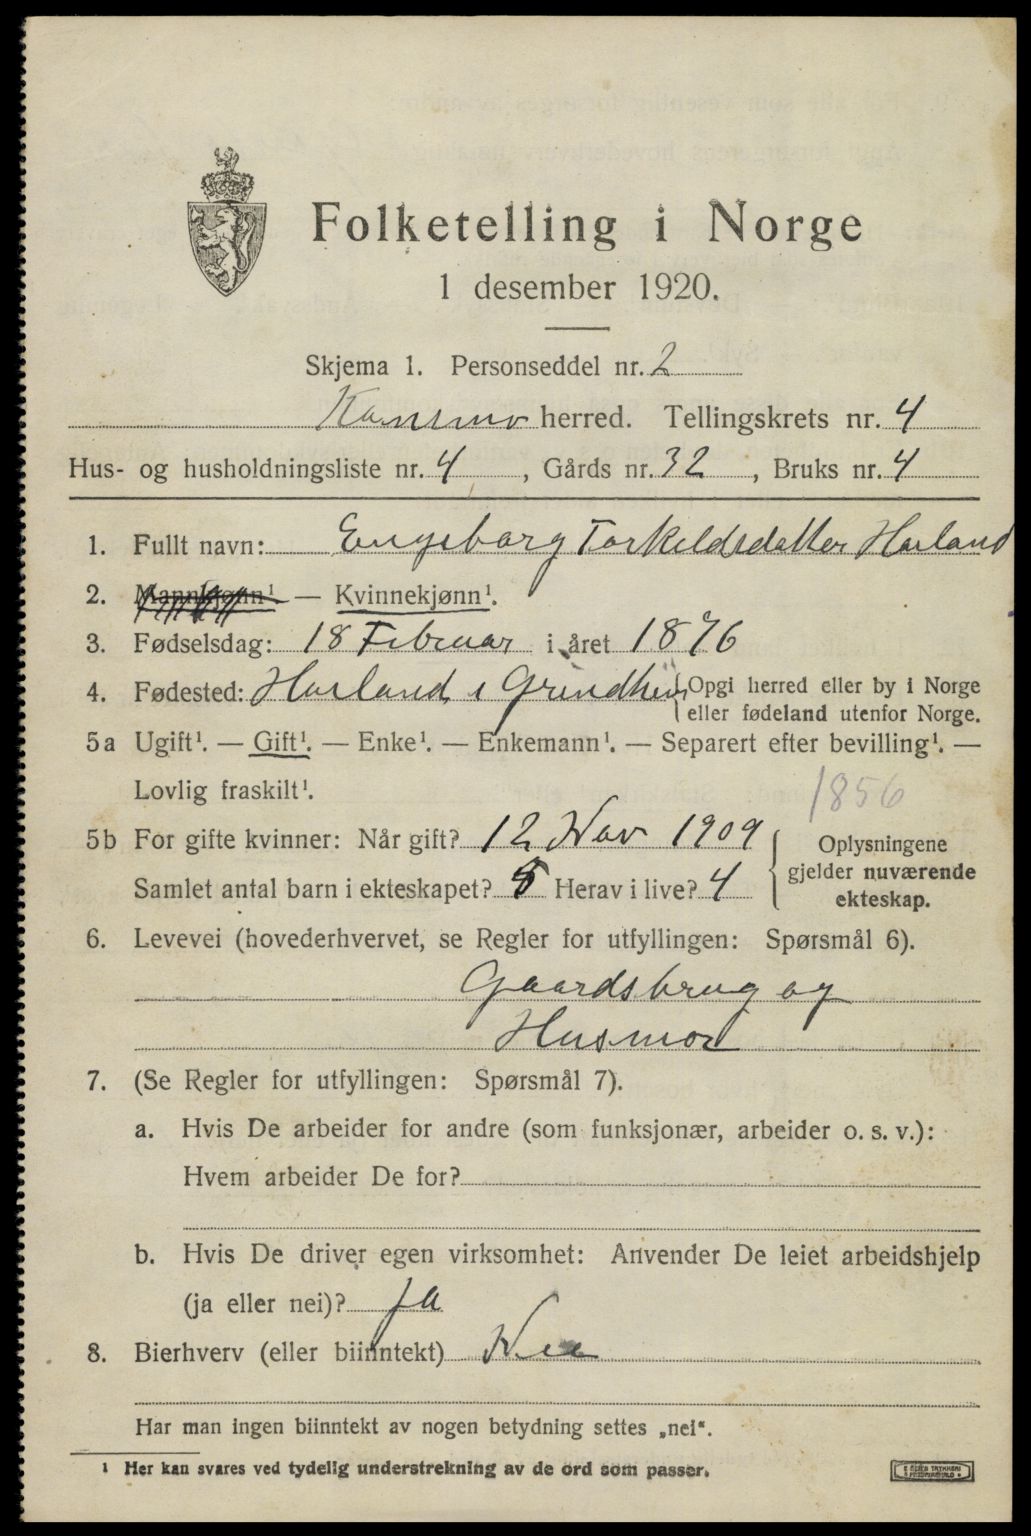 Folketelling i Norge
1 desember 1920.
Skjema 1. Personseddel nr. 2
Konsmo herred. Tellingskrets nr. 4
Hus- og husholdningsliste nr. 4, Gårds nr. 32, Bruks nr. 4
1. Fullt navn: Engeborg Torkeldsdatter Harland
2. Mannkjønn¹ — Kvinnekjønn¹.
3. Fødselsdag: 18 Februar i året 1876
4. Fødested: Harland i Grindheim {Opgi herred eller by i Norge
eller fødeland utenfor Norge.
5a Ugift¹. — Gift¹. — Enke¹. — Enkemann¹. — Separert efter bevilling¹. —
Lovlig fraskilt¹.
1856
5b For gifte kvinner: Når gift? 12 Nov 1909
Samlet antal barn i ekteskapet? 5 Herav i live? 4
Oplysningene
gjelder nuværende
ekteskap.
6. Levevei (hovederhvervet, se Regler for utfyllingen: Spørsmål 6).
Gaardsbrug og
Husmor
7. (Se Regler for utfyllingen: Spørsmål 7).
a. Hvis De arbeider for andre (som funksjonær, arbeider o. s. v.):
Hvem arbeider De for?
b. Hvis De driver egen virksomhet: Anvender De leiet arbeidshjelp
(ja eller nei)? ja
8. Bierhverv (eller biinntekt)
Har man ingen biinntekt av nogen betydning settes „nei“.
¹ Her kan svares ved tydelig understrekning av de ord som passer.